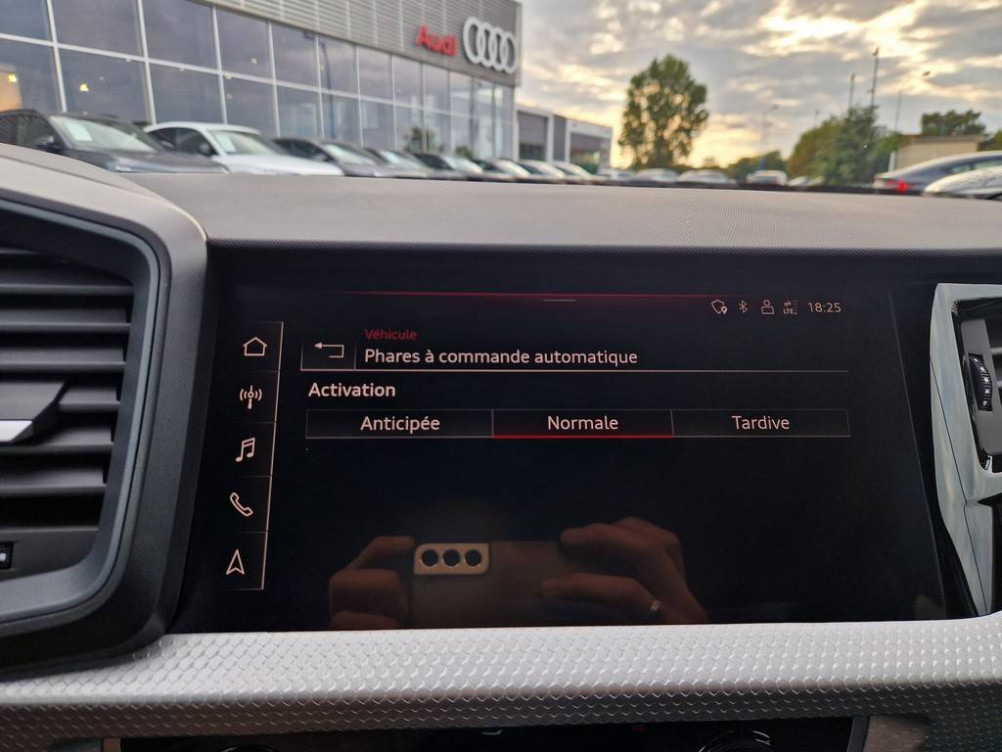 Audi
18:25
Véhicule
Phares à commande automatique
Activation
Anticipée Normale Tardive